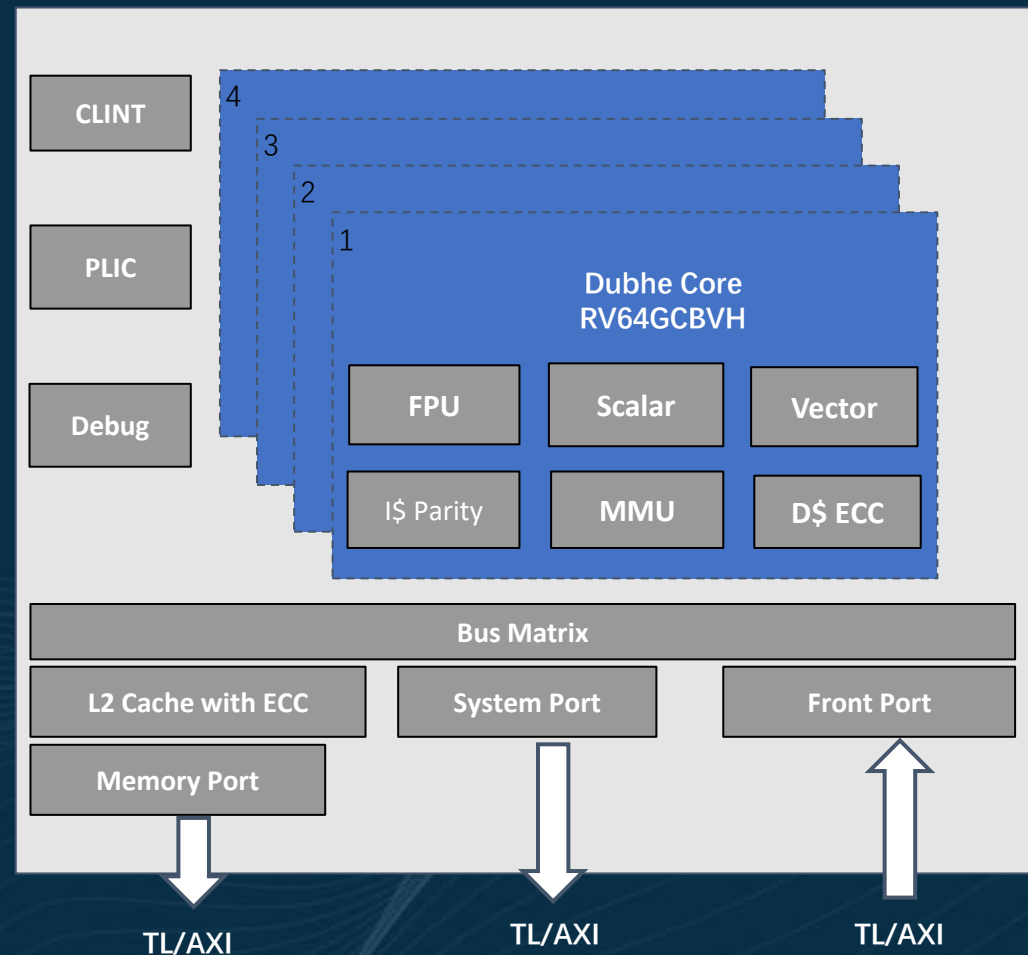 CLINT
PLIC
Debug
4
3
2
1
Dubhe Core
RV64GCBVH
FPU
Scalar
Vector
I$ Parity
MMU
D$ ECC
Bus Matrix
L2 Cache with ECC
System Port
Front Port
Memory Port
TL/AXI
TL/AXI
TL/AXI